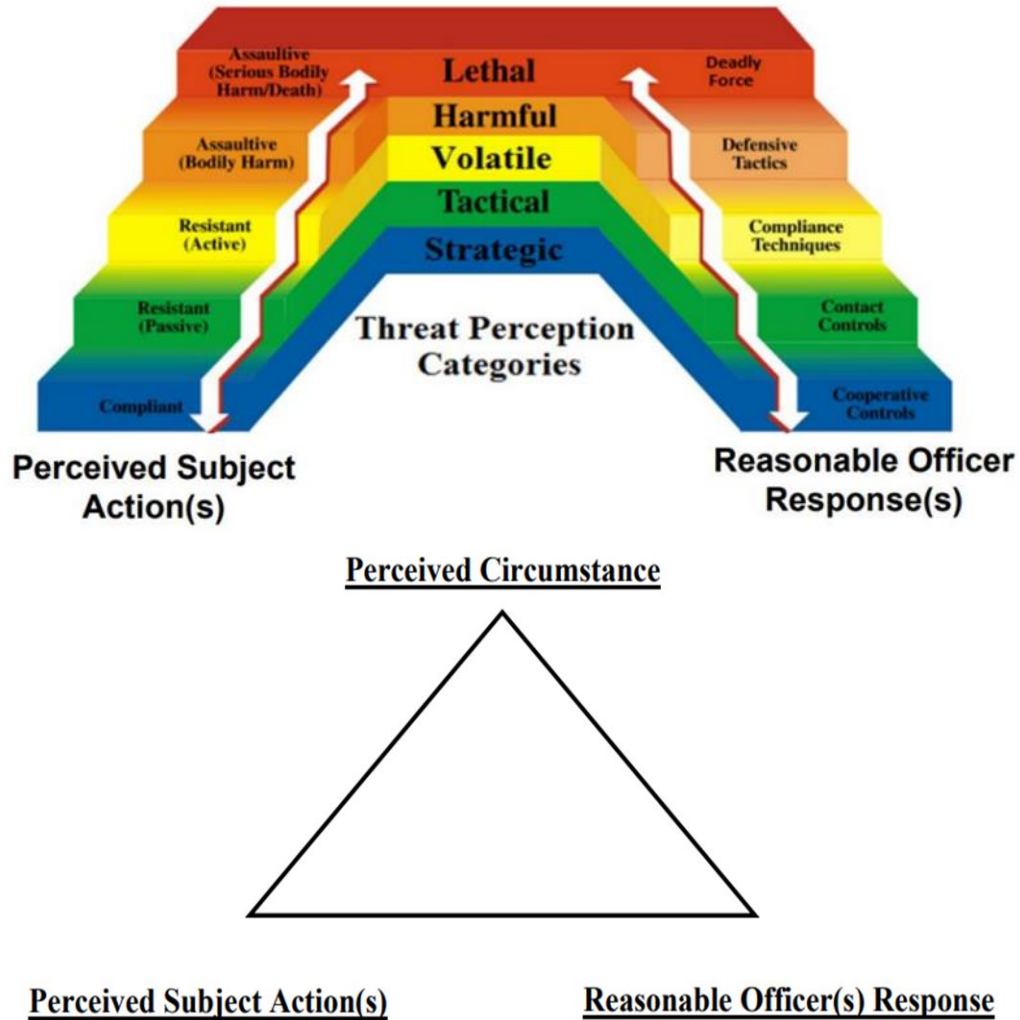 Assaultive
(Serious Bodily
Harm/Death)
Lethal
Deadly
Force
Harmful
Assaultive
(Bodily Harm)
Defensive
Tactics
Volatile
Tactical
Resistant
(Active)
Compliance
Techniques
Strategic
Resistant
(Passive)
Contact
Controls
Threat Perception
Categories
Compliant
Cooperative
Controls
Perceived Subject
Action(s)
Reasonable Officer
Response(s)
Perceived Circumstance
Perceived Subject Action(s)
Reasonable Officer(s) Response